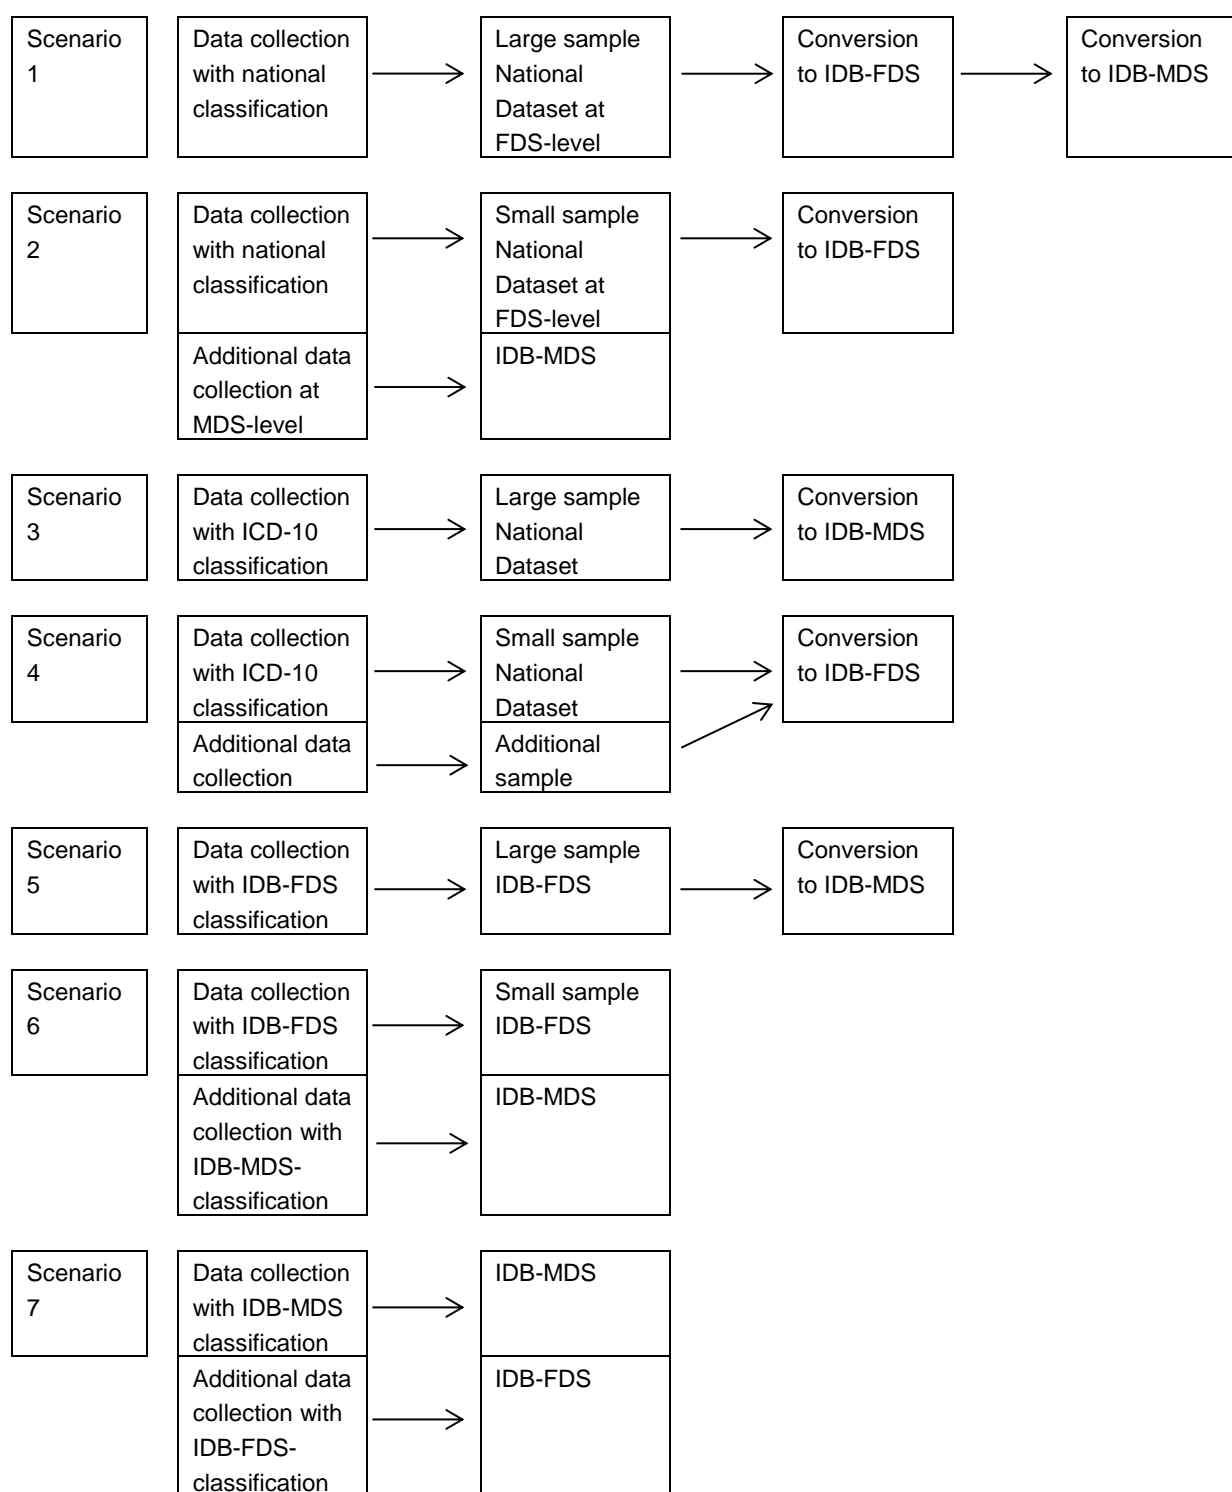 Scenario
1
Data collection
with national
classification
Large sample
National
Dataset at
FDS-level
Conversion
to IDB-FDS
Conversion
to IDB-MDS
Scenario
2
Data collection
with national
classification
Small sample
National
Dataset at
FDS-level
Conversion
to IDB-FDS
Additional data
collection at
MDS-level
IDB-MDS
Scenario
3
Data collection
with ICD-10
classification
Large sample
National
Dataset
Conversion
to IDB-MDS
Scenario
4
Data collection
with ICD-10
classification
Small sample
National
Dataset
Conversion
to IDB-FDS
Additional data
collection
Additional
sample
Scenario
5
Data collection
with IDB-FDS
classification
Large sample
IDB-FDS
Conversion
to IDB-MDS
Scenario
6
Data collection
with IDB-FDS
classification
Small sample
IDB-FDS
Additional data
collection with
IDB-MDS-
classification
IDB-MDS
Scenario
7
Data collection
with IDB-MDS
classification
IDB-MDS
Additional data
collection with
IDB-FDS-
classification
IDB-FDS